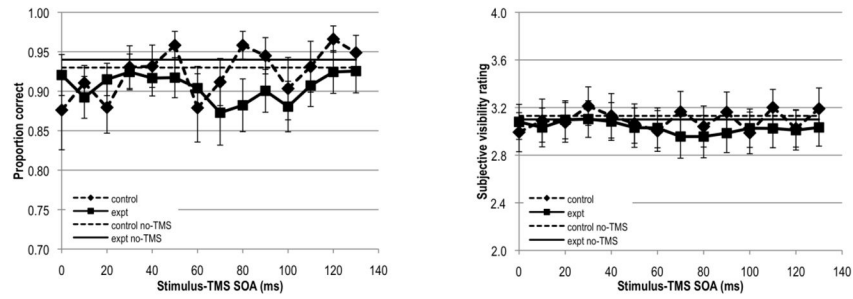 1.00
0.95
0.90
0.85
0.80
0.75
0.70
Proportion correct
control
expt
control no-TMS
expt no-TMS
0 20 40 60 80 100 120 140
Stimulus-TMS SOA (ms)
4.0
3.6
3.2
2.8
2.4
2.0
Subjective visibility rating
control
expt
control no-TMS
expt no-TMS
0 20 40 60 80 100 120 140
Stimulus-TMS SOA (ms)